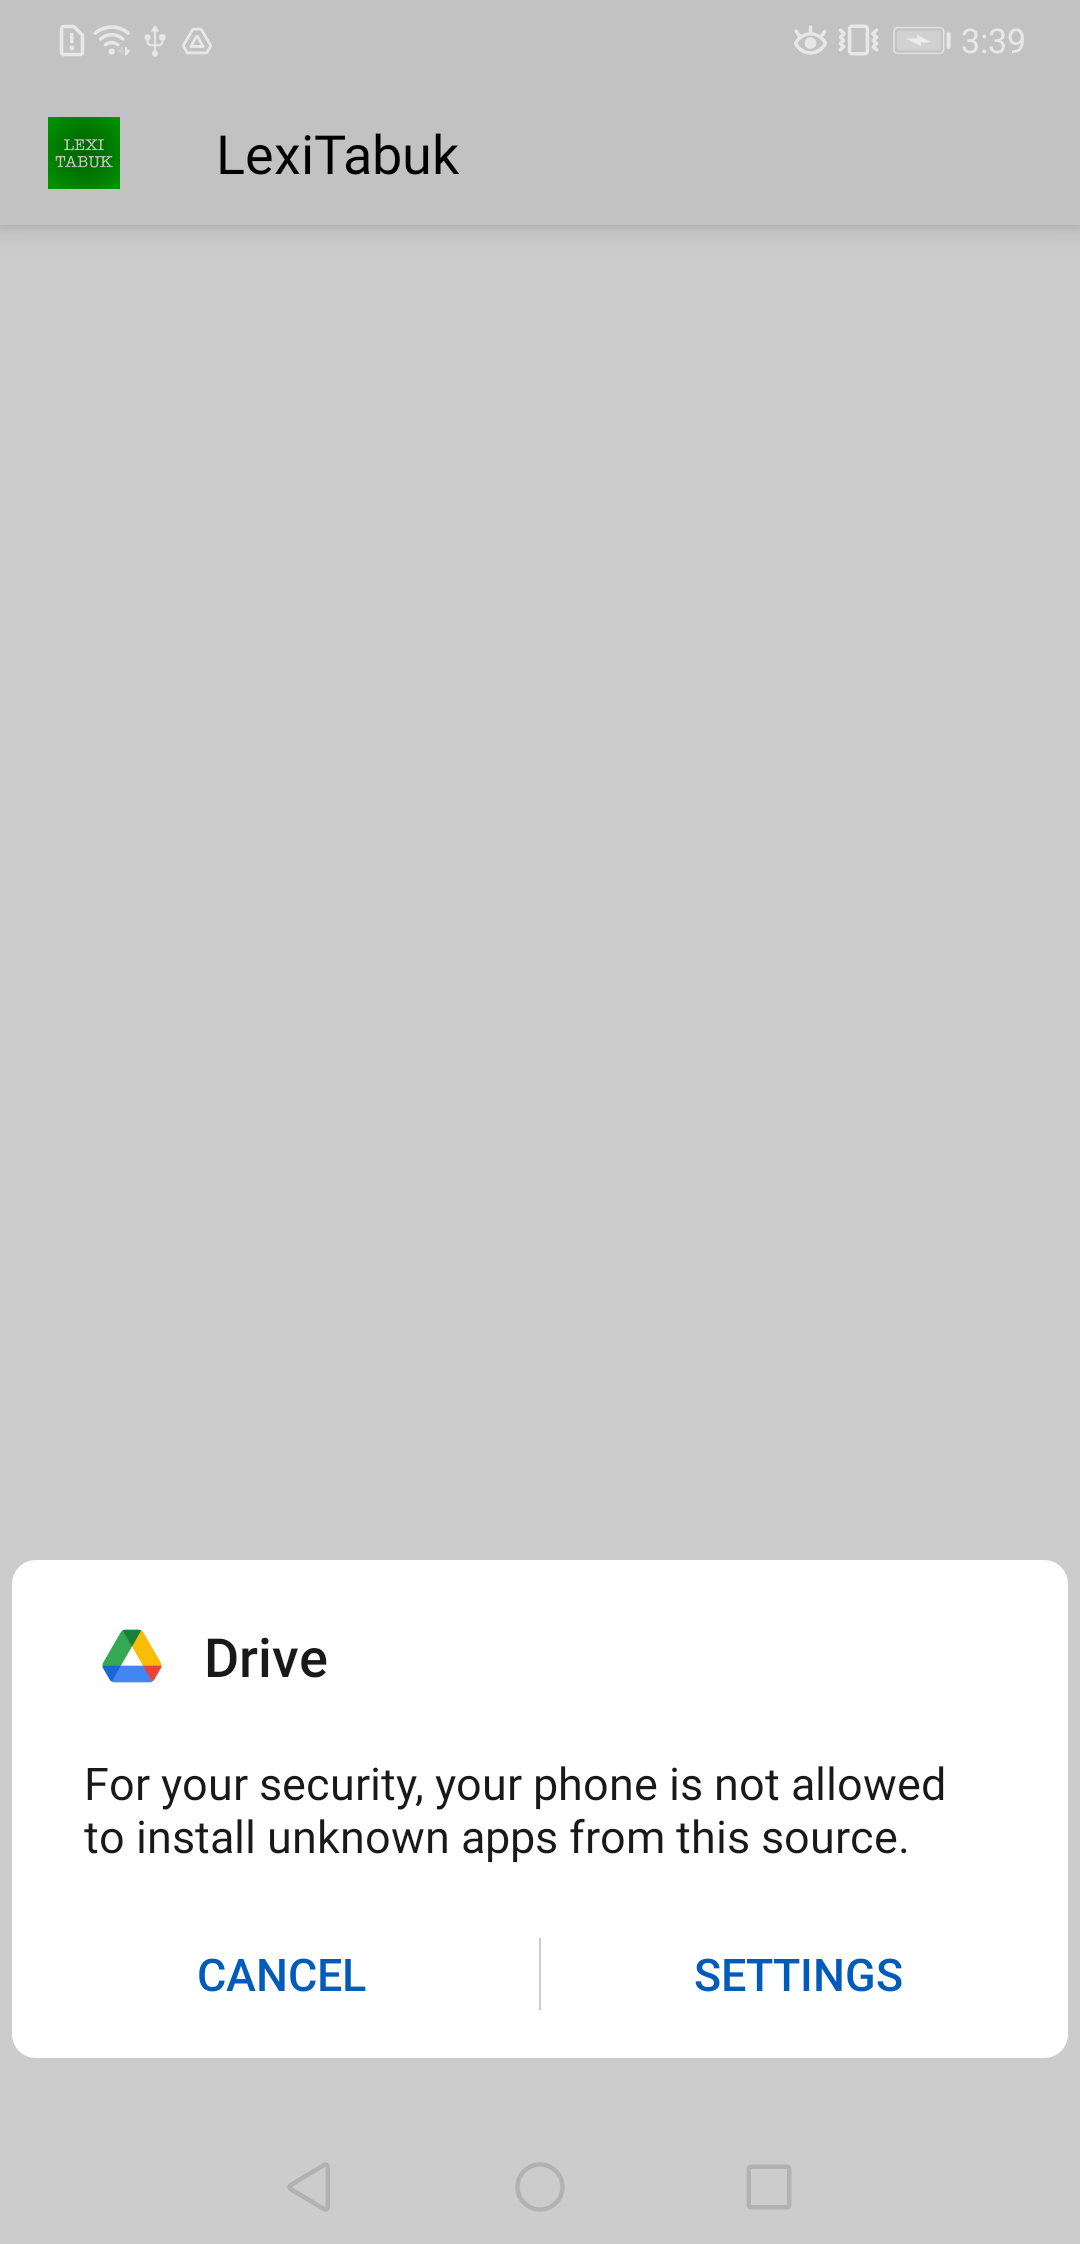 3:39
LEXI
TABUK
LexiTabuk
Drive
For your security, your phone is not allowed
to install unknown apps from this source.
CANCEL
SETTINGS